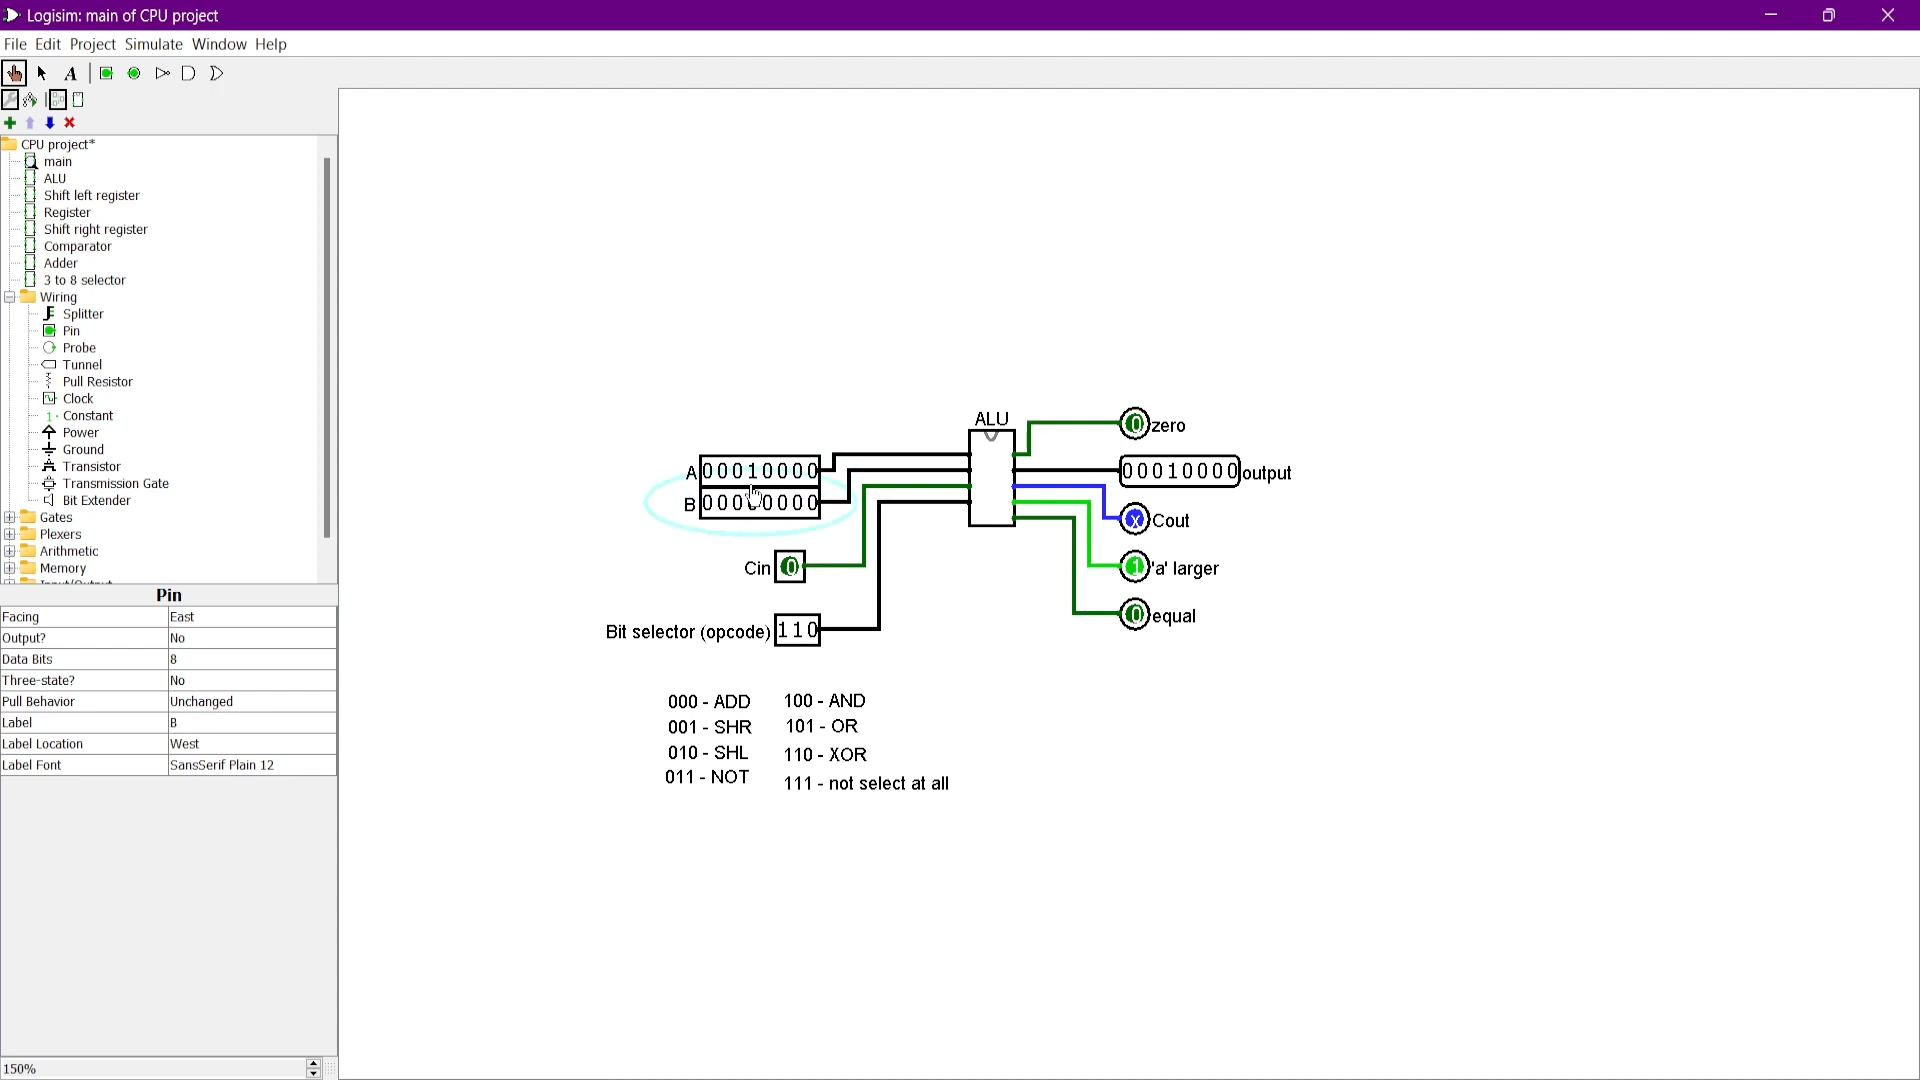 Logisim: main of CPU project
File Edit Project Simulate Window Help
A
CPU project*
main
ALU
Shift left register
Register
Shift right register
Comparator
Adder
3 to 8 selector
Wiring
Splitter
Pin
Probe
Tunnel
Pull Resistor
Clock
1 Constant
Power
Ground
Transistor
Transmission Gate
Bit Extender
Gates
Plexers
Arithmetic
Memory
Pin
Facing East
Output? No
Data Bits 8
Three-state? No
Pull Behavior Unchanged
Label B
Label Location West
Label Font SansSerif Plain 12
150%
ALU
0 zero
A 00010000
00010000 output
B
x Cout
Cin 0
1 'a' larger
0 equal
Bit selector (opcode) 110
000 - ADD 100 - AND
001 - SHR 101 - OR
010 - SHL 110 - XOR
011 - NOT 111 - not select at all